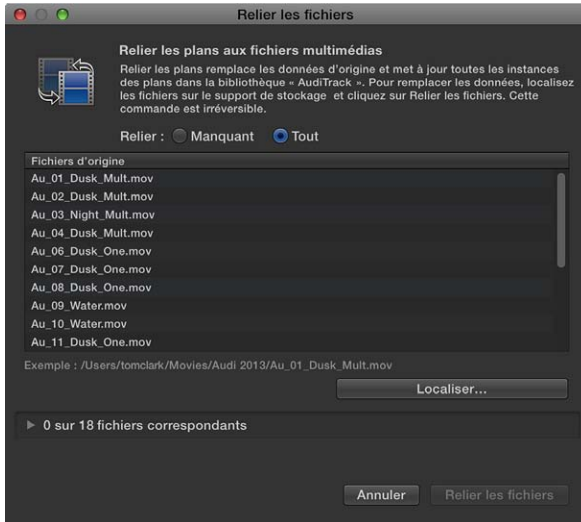 Relier les fichiers
Relier les plans aux fichiers multimédias
Relier les plans remplace les données d'origine et met à jour toutes les instances
des plans dans la bibliothèque « AudiTrack ». Pour remplacer les données, localisez
les fichiers sur le support de stockage et cliquez sur Relier les fichiers. Cette
commande est irréversible.
Relier : Manquant Tout
Fichiers d'origine
Au_01_Dusk_Mult.mov
Au_02_Dusk_Mult.mov
Au_03_Night_Mult.mov
Au_04_Dusk_Mult.mov
Au_06_Dusk_One.mov
Au_07_Dusk_One.mov
Au_08_Dusk_One.mov
Au_09_Water.mov
Au_10_Water.mov
Au_11_Dusk_One.mov
Exemple : /Users/tomclark/Movies/Audi 2013/Au_01_Dusk_Mult.mov
Localiser...
0 sur 18 fichiers correspondants
Annuler Relier les fichiers